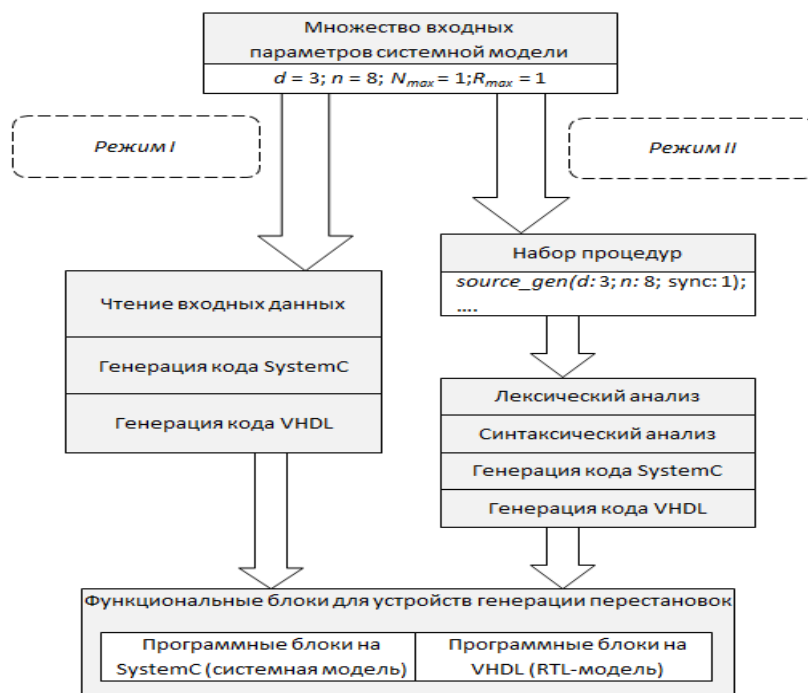 Множество входных
параметров системной модели
d = 3; n = 8; Nmax = 1;Rmax = 1
Режим I
Режим II
Набор процедур
source_gen(d: 3; n: 8; sync: 1);
....
Чтение входных данных
Генерация кода SystemC
Генерация кода VHDL
Лексический анализ
Синтаксический анализ
Генерация кода SystemC
Генерация кода VHDL
Функциональные блоки для устройств генерации перестановок
Программные блоки на
SystemC (системная модель)
Программные блоки на
VHDL (RTL-модель)